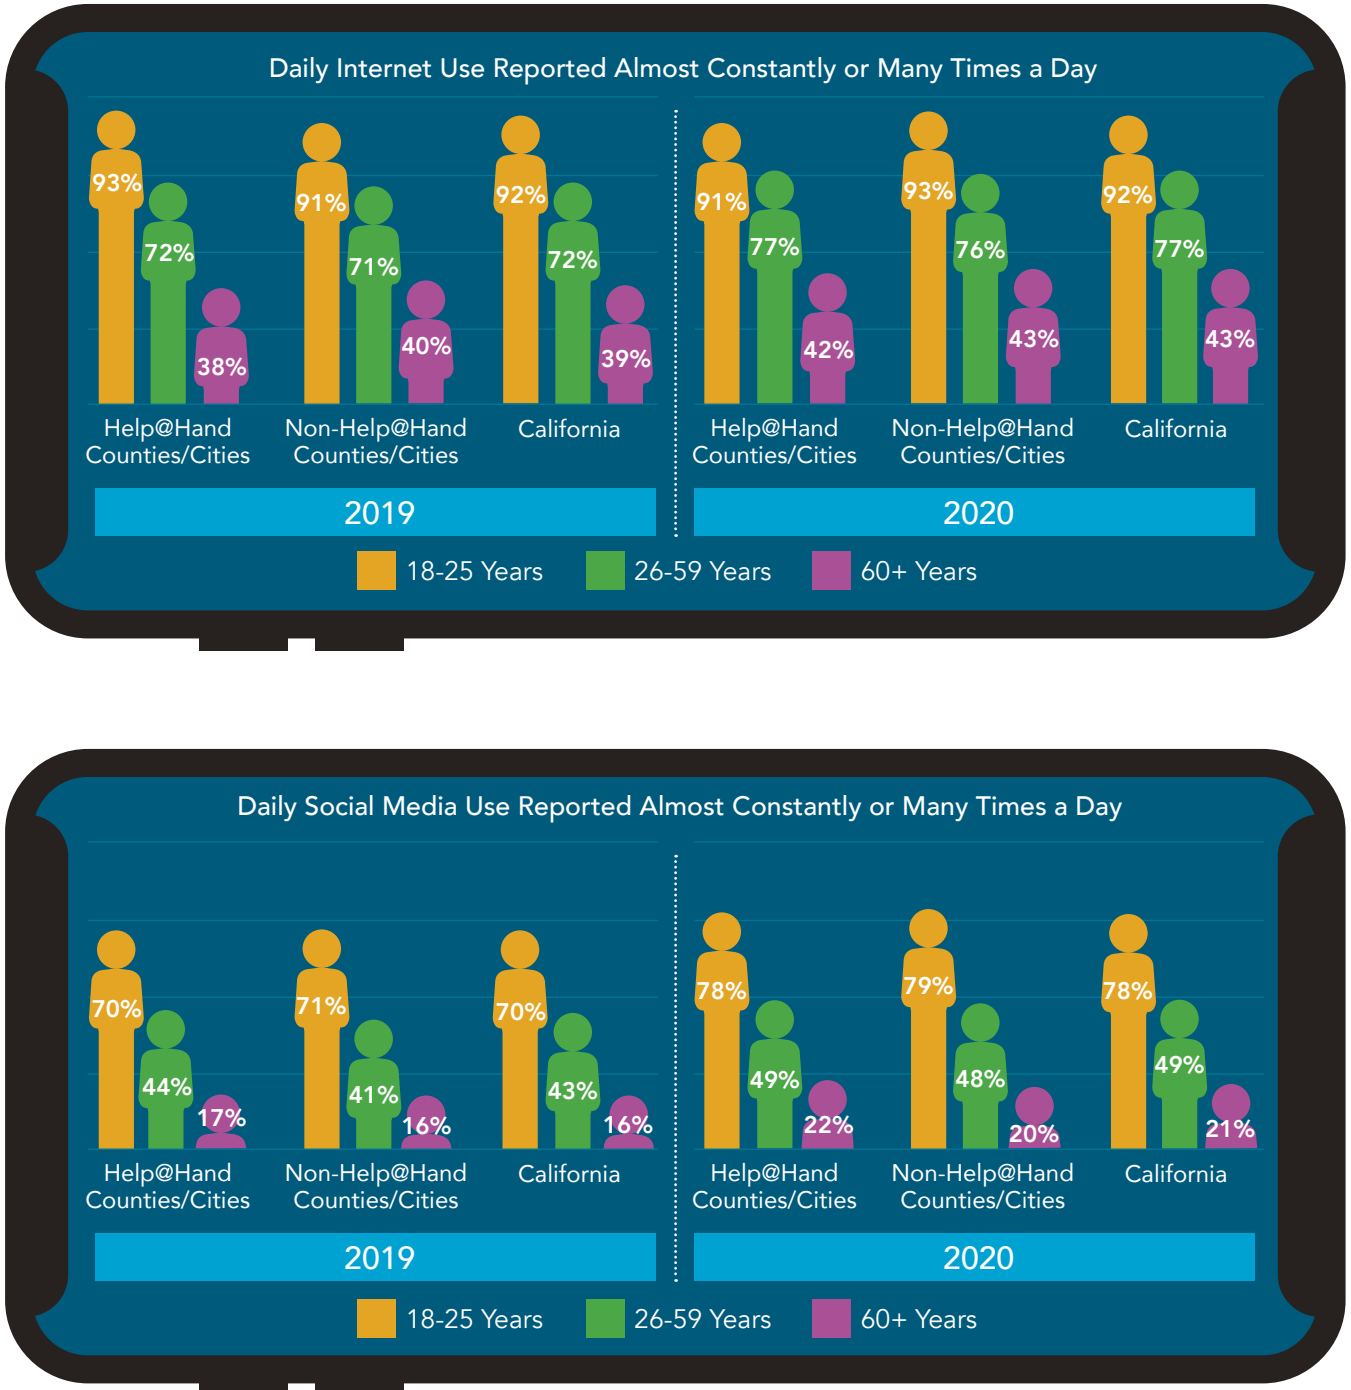 Daily Internet Use Reported Almost Constantly or Many Times a Day
93%
72%
38%
91%
71%
40%
92%
72%
39%
91%
77%
42%
93%
76%
43%
92%
77%
43%
Help@Hand
Counties/Cities
Non-Help@Hand
Counties/Cities
California
Help@Hand
Counties/Cities
Non-Help@Hand
Counties/Cities
California
2019
2020
18-25 Years
26-59 Years
60+ Years
Daily Social Media Use Reported Almost Constantly or Many Times a Day
70%
44%
17%
71%
41%
16%
70%
43%
16%
78%
49%
22%
79%
48%
20%
78%
49%
21%
Help@Hand
Counties/Cities
Non-Help@Hand
Counties/Cities
California
Help@Hand
Counties/Cities
Non-Help@Hand
Counties/Cities
California
2019
2020
18-25 Years
26-59 Years
60+ Years